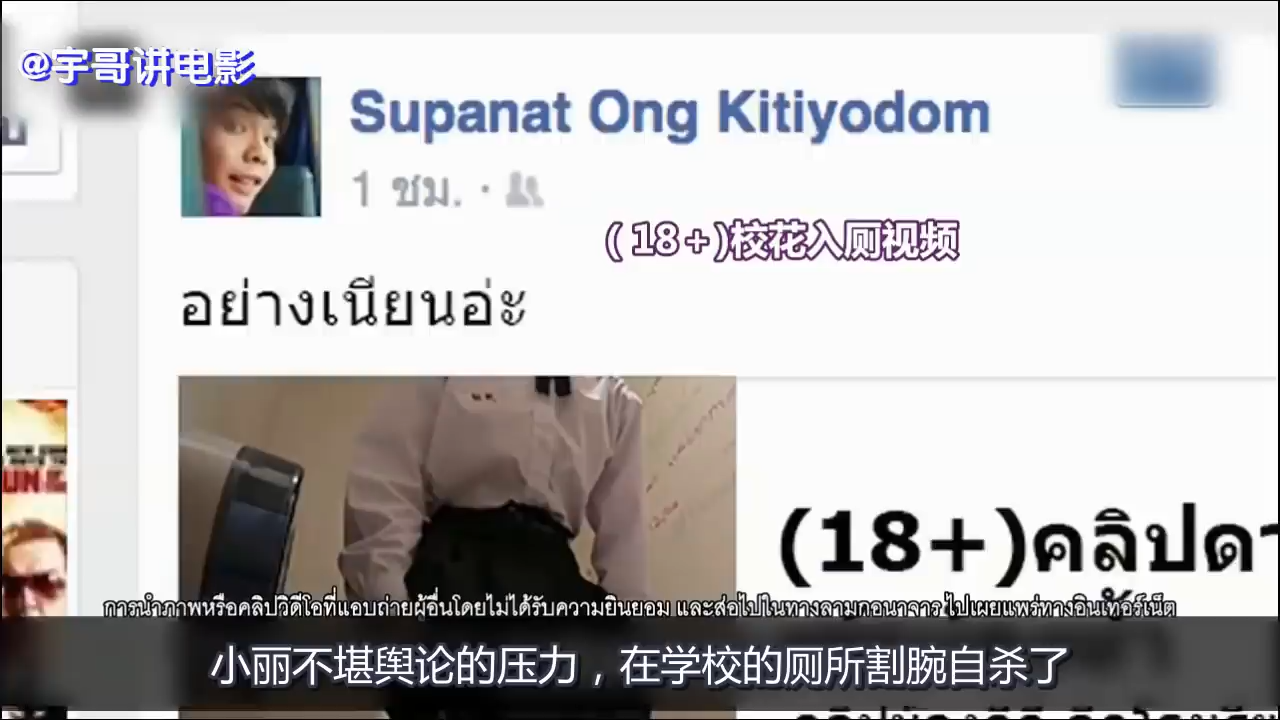 @宇哥讲电影
Supanat Ong Kitiyodom
1 ชม. ·
(18+)校花入厕视频
อย่างเนียนอ่ะ
(18+)คลิปดา
การนำภาพหรือคลิปวิดีโอที่แอบถ่ายผู้อื่นโดยไม่ได้รับความยินยอม และส่อไปในทางลามกอนาจาร ไปเผยแพร่ทางอินเทอร์เน็ต
小丽不堪舆论的压力，在学校的厕所割腕自杀了